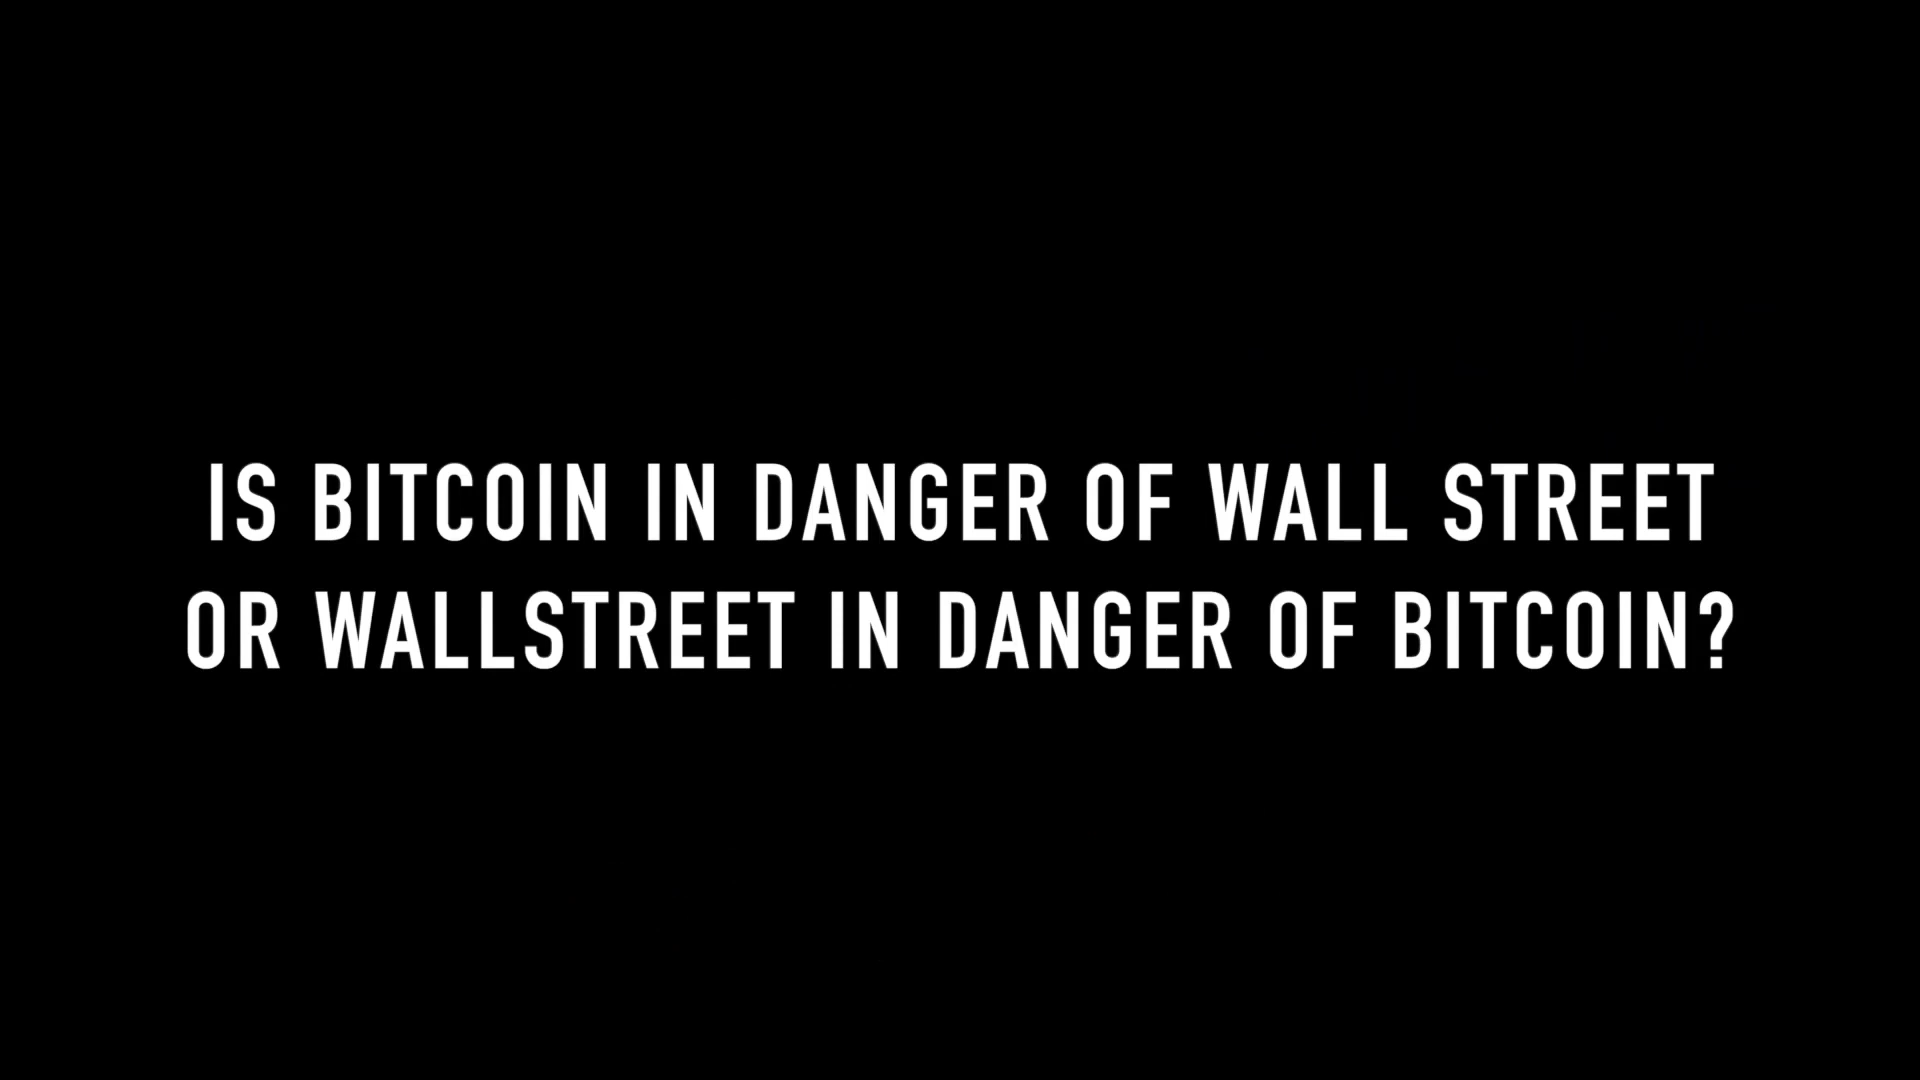 IS BITCOIN IN DANGER OF WALL STREET
OR WALLSTREET IN DANGER OF BITCOIN?